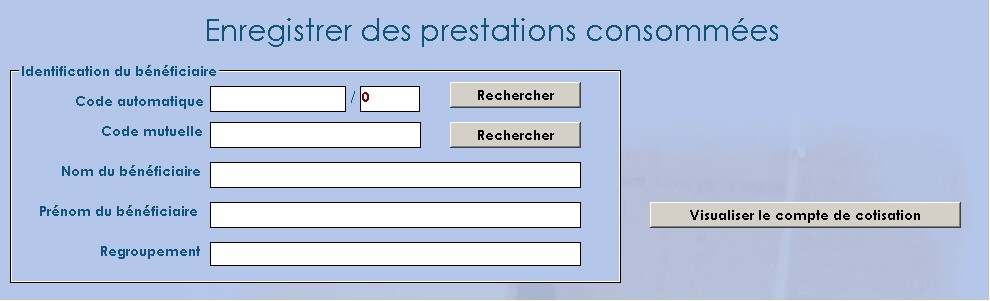 Enregistrer des prestations consommées
Identification du bénéficiaire
Code automatique / 0 Rechercher
Code mutuelle Rechercher
Nom du bénéficiaire
Prénom du bénéficiaire
Visualiser le compte de cotisation
Regroupement